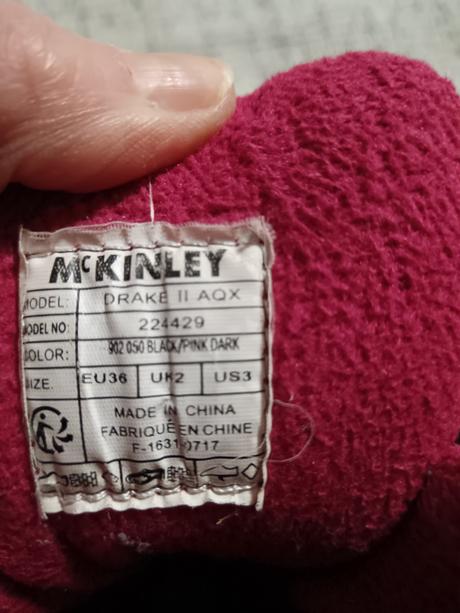 McKINLEY
MODEL: DRAKE II AQX
MODEL NO: 224429
COLOR: 902 050 BLACK/PINK DARK
SIZE. EU36 UK2 US3
MADE IN CHINA
FABRIQUÉ EN CHINE
F-1631-0717